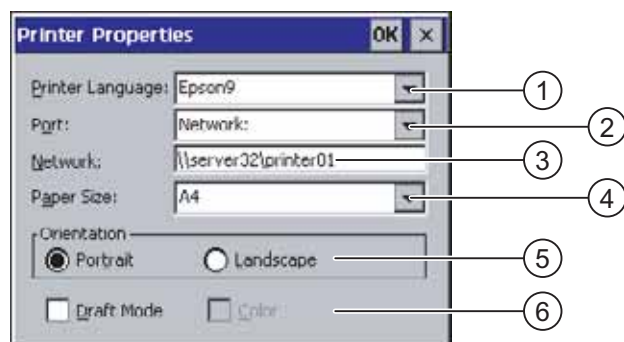 Printer Properties OK ×
Printer Language: Epson9 1
Port: Network: 2
Network: \\server32\printer01 3
Paper Size: A4 4
Orientation
Portrait Landscape 5
Draft Mode Color 6